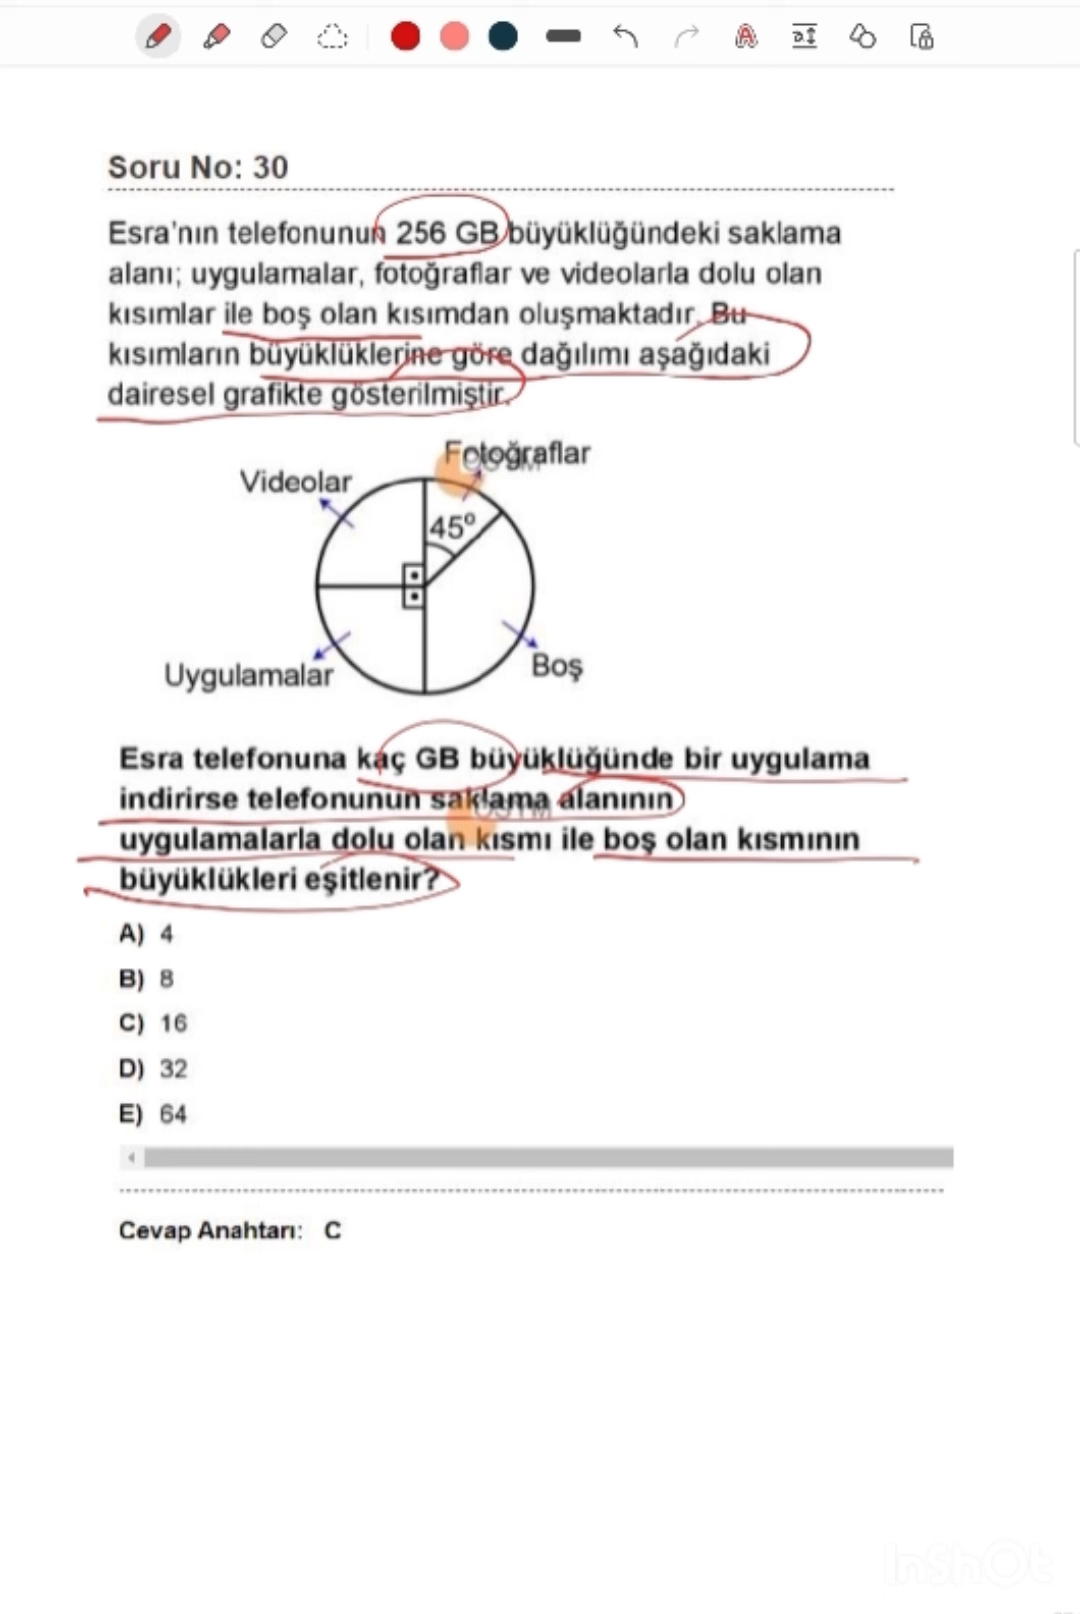 Soru No: 30
Esra'nın telefonunun 256 GB büyüklüğündeki saklama
alanı; uygulamalar, fotoğraflar ve videolarla dolu olan
kısımlar ile boş olan kısımdan oluşmaktadır. Bu
kısımların büyüklüklerine göre dağılımı aşağıdaki
dairesel grafikte gösterilmiştir.
Fotoğraflar
Videolar
45°
Uygulamalar
Boş
Esra telefonuna kaç GB büyüklüğünde bir uygulama
indirirse telefonunun saklama alanının
uygulamalarla dolu olan kısmı ile boş olan kısmının
büyüklükleri eşitlenir?
A) 4
B) 8
C) 16
D) 32
E) 64
Cevap Anahtarı: C
InShOt